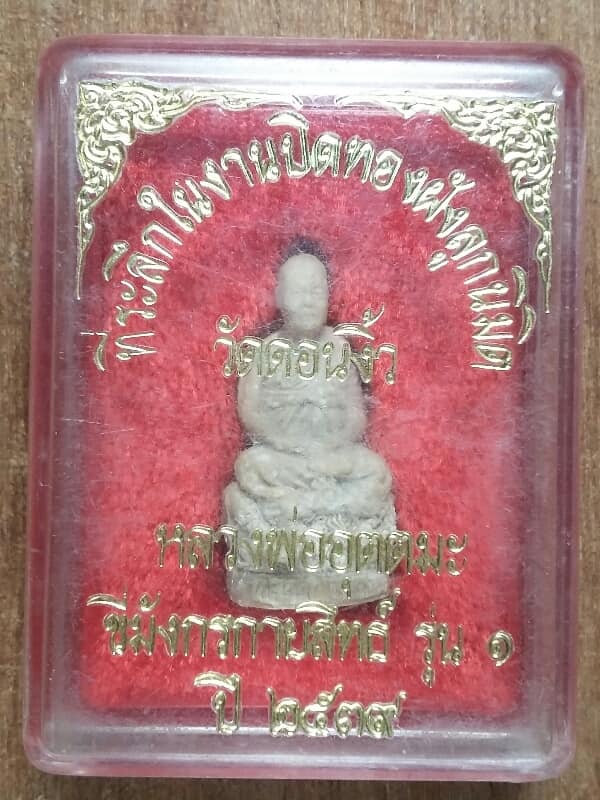 ที่ระลึกในงานปิดทองฝังลูกนิมิต
วัดดอนงิ้ว
หลวงพ่ออุตตมะ
ขี่มังกรกายสิทธ์ รุ่น ๑
ปี ๒๕๓๙